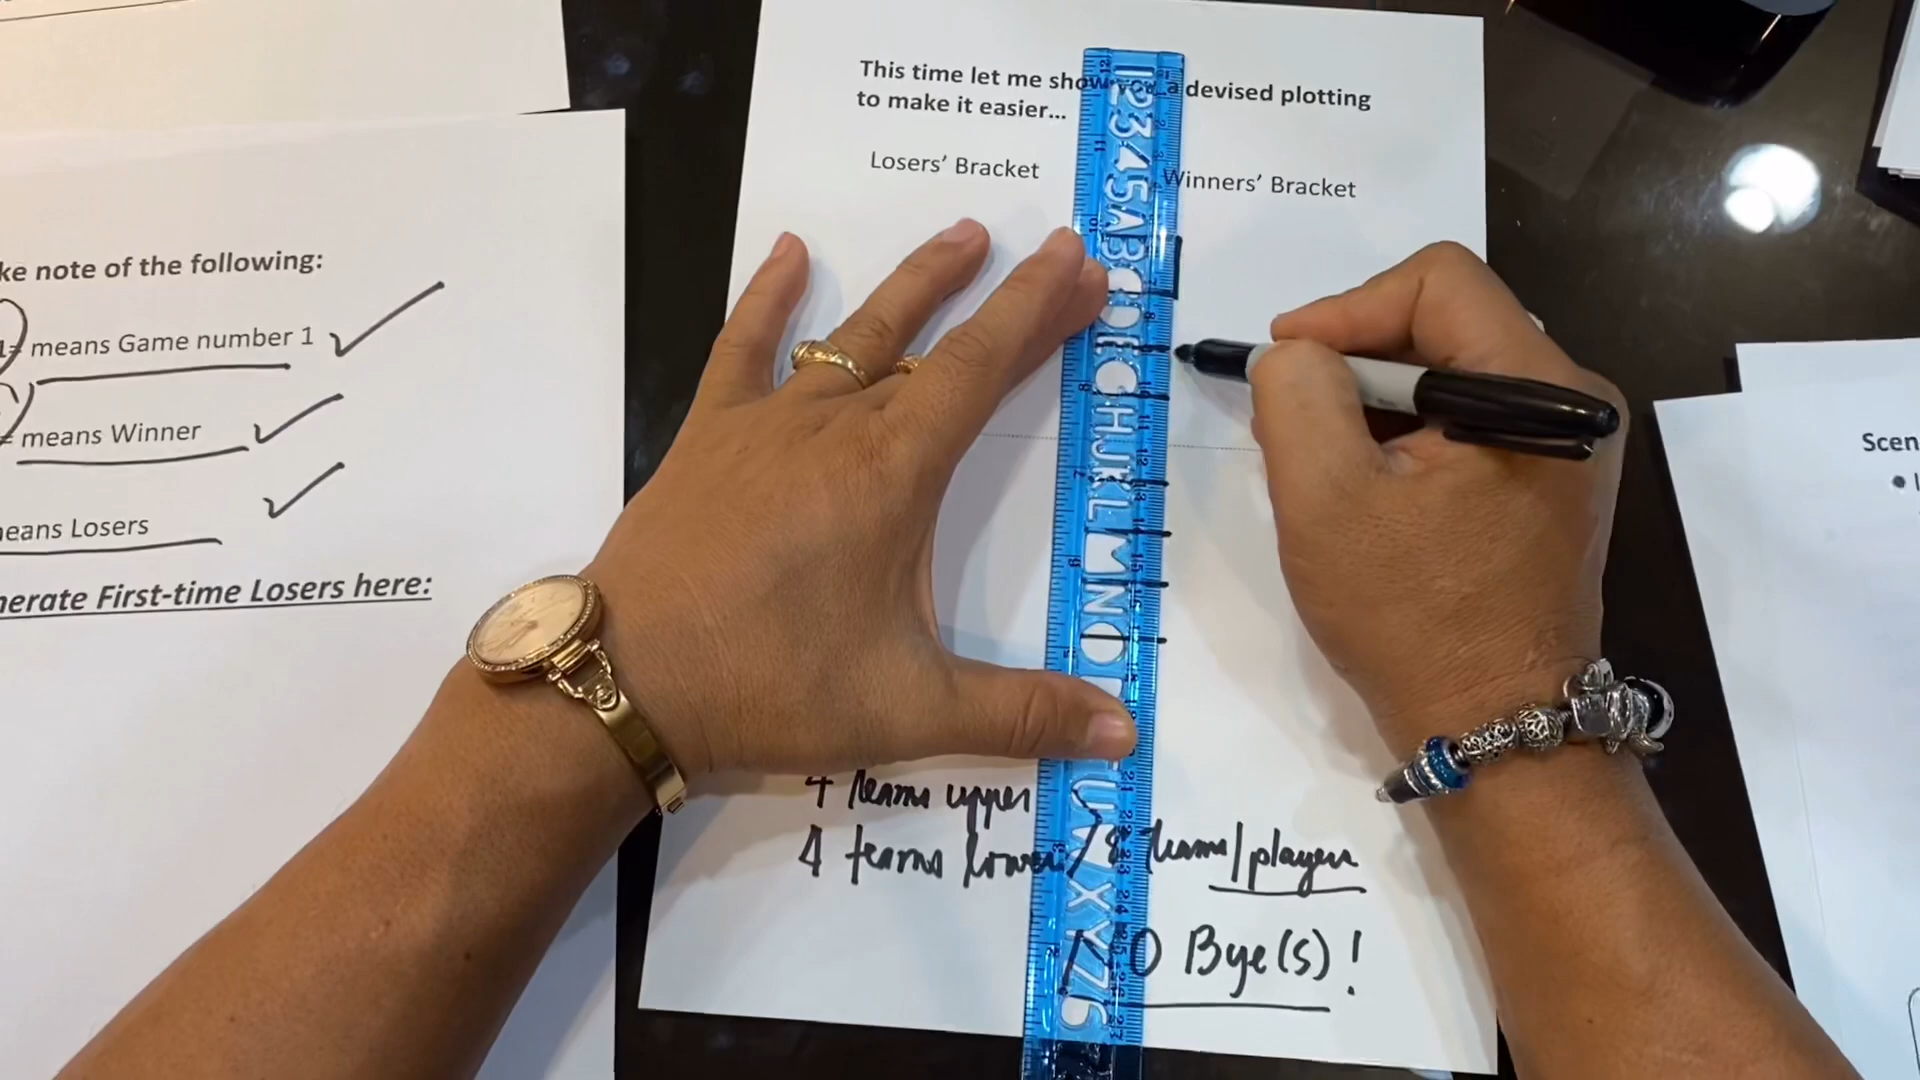 ke note of the following:
means Game number 1
means Winner
eans Losers
nerate First-time Losers here:
This time let me show you a devised plotting
to make it easier...
Losers' Bracket
Winners' Bracket
4 teams upper
4 teams lower / 8 teams/players
NO Bye(s)!
Scen